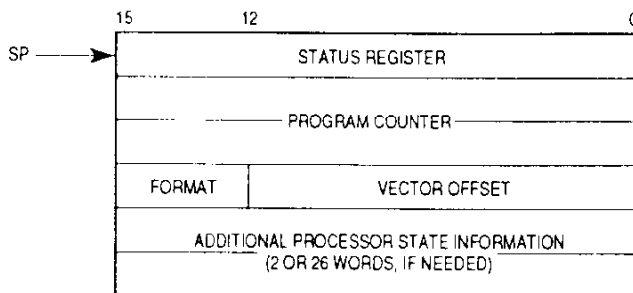 15 12
SP
STATUS REGISTER
PROGRAM COUNTER
FORMAT VECTOR OFFSET
ADDITIONAL PROCESSOR STATE INFORMATION
(2 OR 26 WORDS, IF NEEDED)